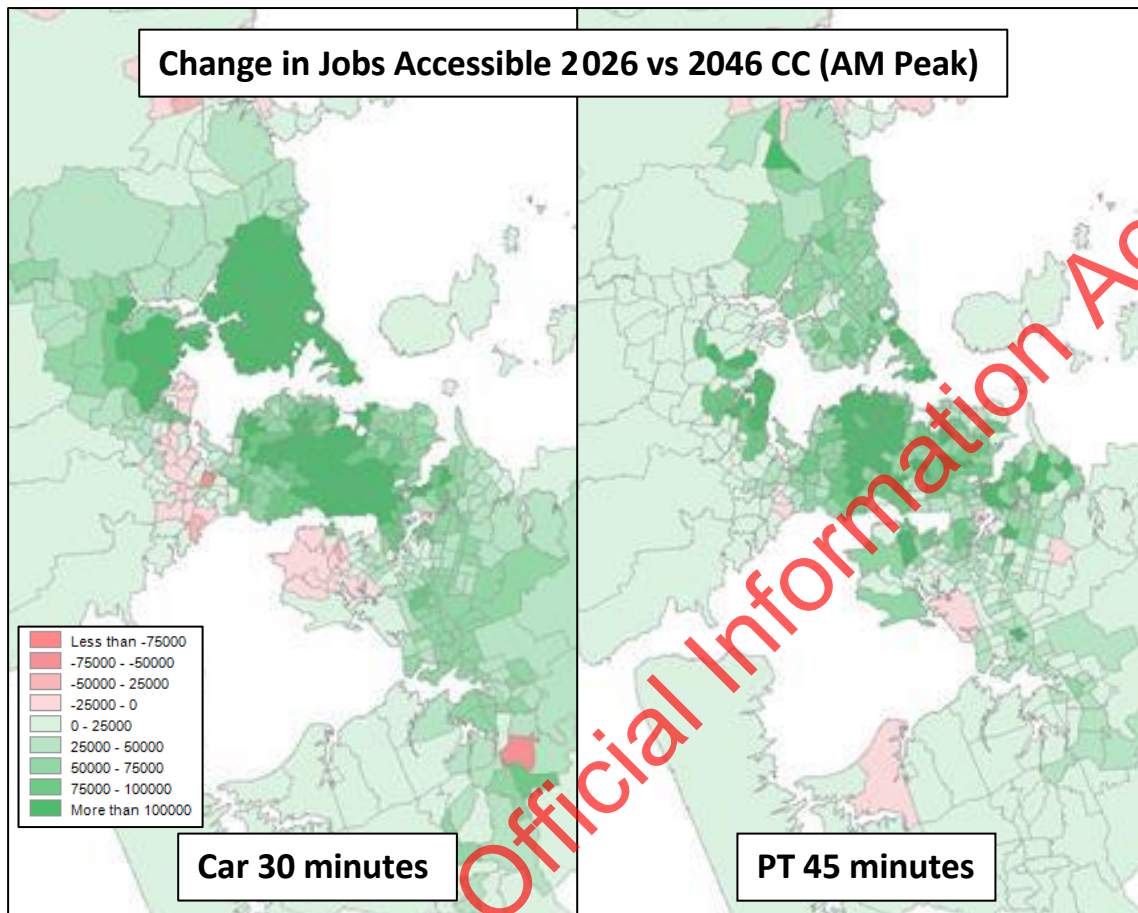 Change in Jobs Accessible 2026 vs 2046 CC (AM Peak)
Less than -75000
-75000 - -50000
-50000 - 25000
-25000 - 0
0 - 25000
25000 - 50000
50000 - 75000
75000 - 100000
More than 100000
Car 30 minutes
PT 45 minutes
Official Information Ac